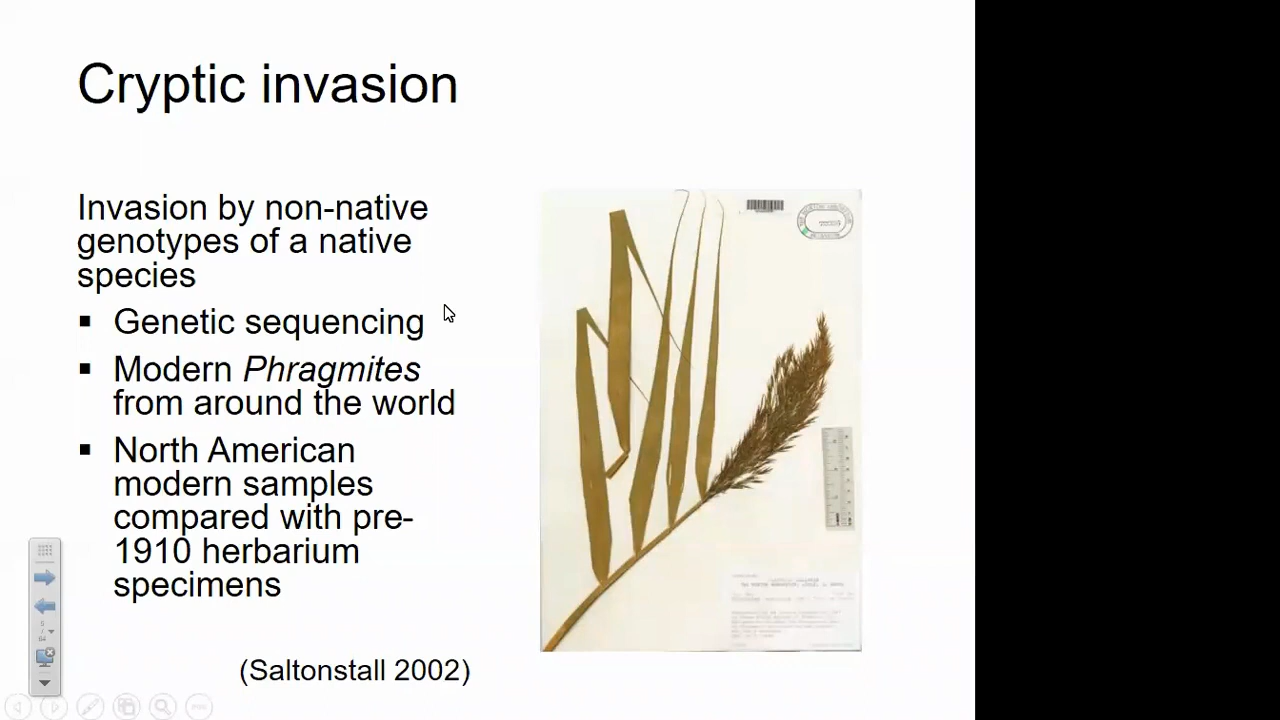 Cryptic invasion
Invasion by non-native
genotypes of a native
species
▪ Genetic sequencing
▪ Modern Phragmites
from around the world
▪ North American
modern samples
compared with pre-
1910 herbarium
specimens
(Saltonstall 2002)